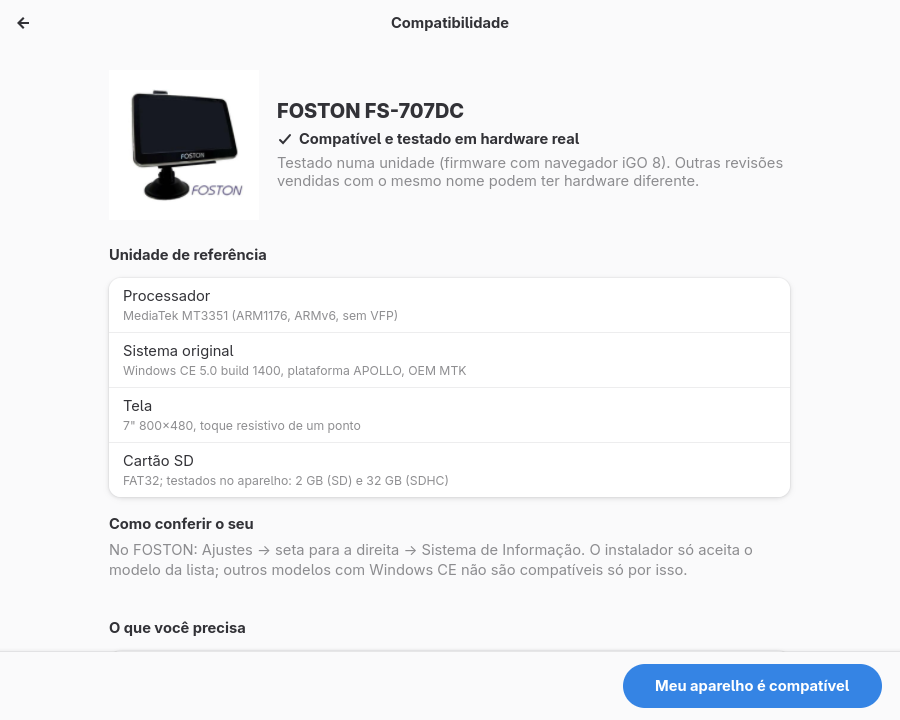 Compatibilidade
FOSTON
FOSTON
FOSTON FS-707DC
Compatível e testado em hardware real
Testado numa unidade (firmware com navegador iGO 8). Outras revisões
vendidas com o mesmo nome podem ter hardware diferente.
Unidade de referência
Processador
MediaTek MT3351 (ARM1176, ARMv6, sem VFP)
Sistema original
Windows CE 5.0 build 1400, plataforma APOLLO, OEM MTK
Tela
7" 800×480, toque resistivo de um ponto
Cartão SD
FAT32; testados no aparelho: 2 GB (SD) e 32 GB (SDHC)
Como conferir o seu
No FOSTON: Ajustes → seta para a direita → Sistema de Informação. O instalador só aceita o
modelo da lista; outros modelos com Windows CE não são compatíveis só por isso.
O que você precisa
Meu aparelho é compatível